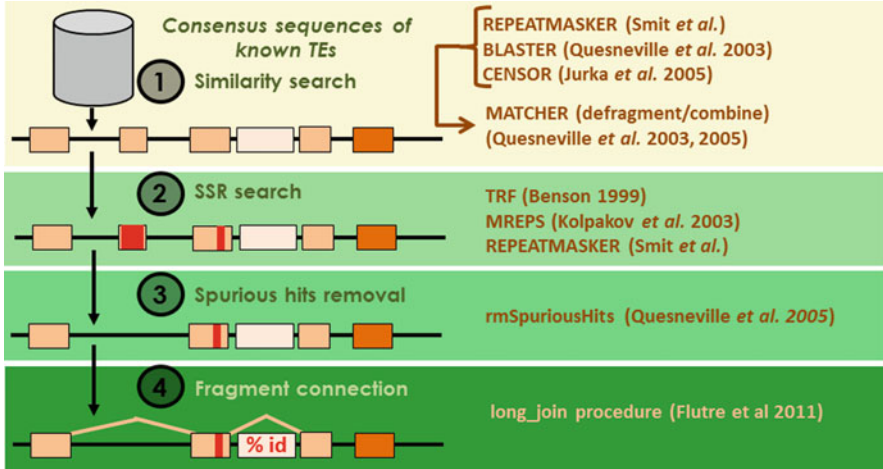 Consensus sequences of
known TEs
1 Similarity search
REPEATMASKER (Smit et al.)
BLASTER (Quesneville et al. 2003)
CENSOR (Jurka et al. 2005)
MATCHER (defragment/combine)
(Quesneville et al. 2003, 2005)
2 SSR search
TRF (Benson 1999)
MREPS (Kolpakov et al. 2003)
REPEATMASKER (Smit et al.)
3 Spurious hits removal
rmSpuriousHits (Quesneville et al. 2005)
4 Fragment connection
long_join procedure (Flutre et al 2011)
% id